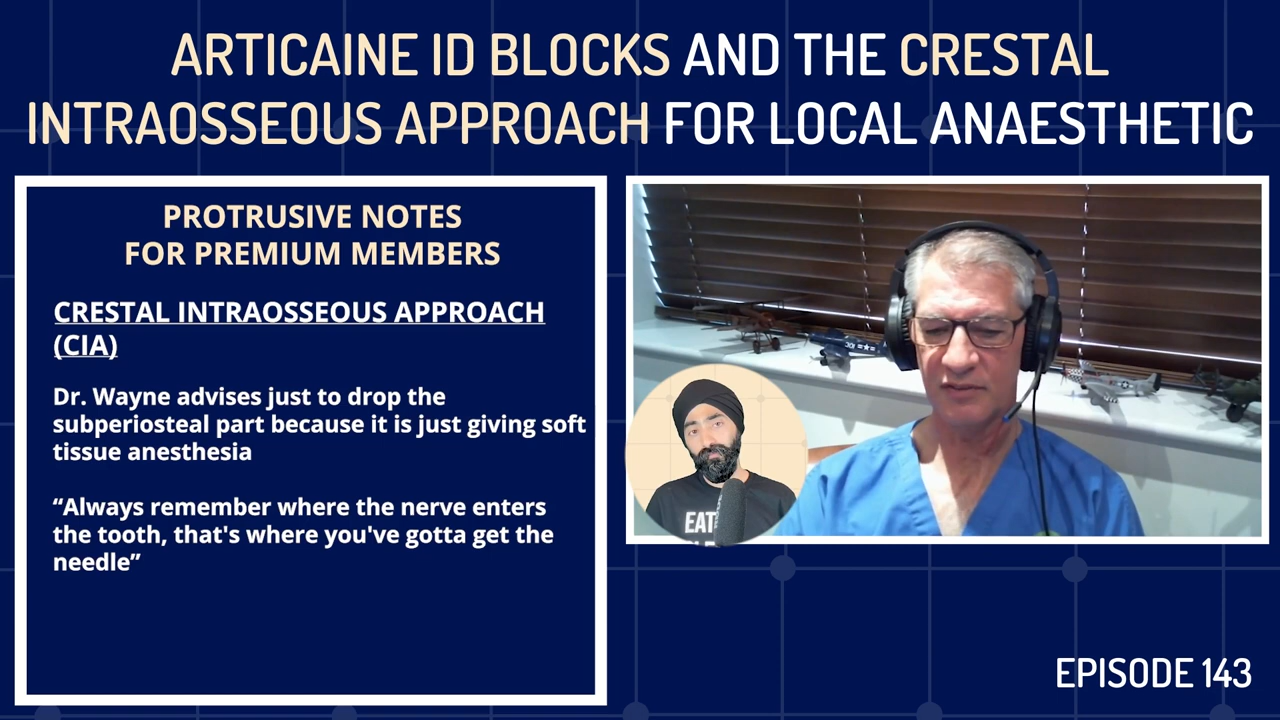 ARTICAINE ID BLOCKS AND THE CRESTAL
INTRAOSSEOUS APPROACH FOR LOCAL ANAESTHETIC
PROTRUSIVE NOTES
FOR PREMIUM MEMBERS
CRESTAL INTRAOSSEOUS APPROACH
(CIA)
Dr. Wayne advises just to drop the
subperiosteal part because it is just giving soft
tissue anesthesia
“Always remember where the nerve enters
the tooth, that's where you've gotta get the
needle”
EAT
EPISODE 143